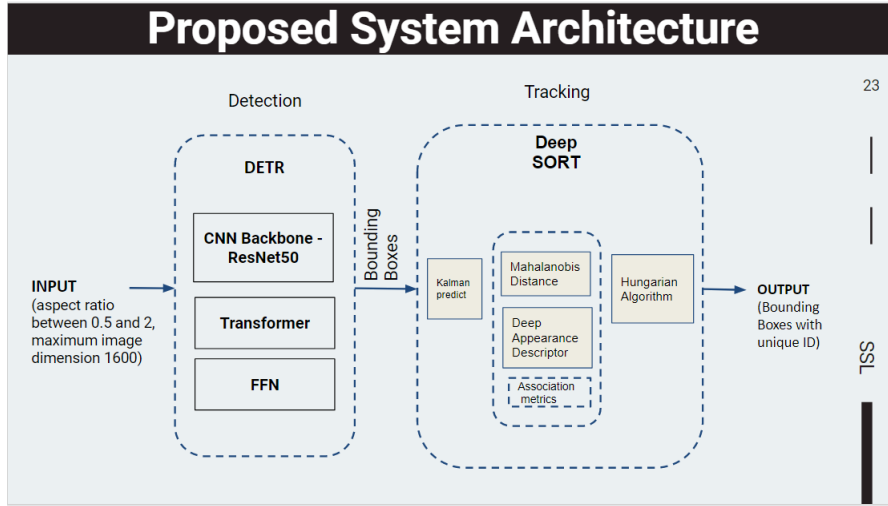 Proposed System Architecture
23
Detection
Tracking
DETR
Deep
SORT
CNN Backbone -
ResNet50
Transformer
FFN
Bounding
Boxes
INPUT
(aspect ratio
between 0.5 and 2,
maximum image
dimension 1600)
Kalman
predict
Mahalanobis
Distance
Deep
Appearance
Descriptor
Association
metrics
Hungarian
Algorithm
OUTPUT
(Bounding
Boxes with
unique ID)
SSL